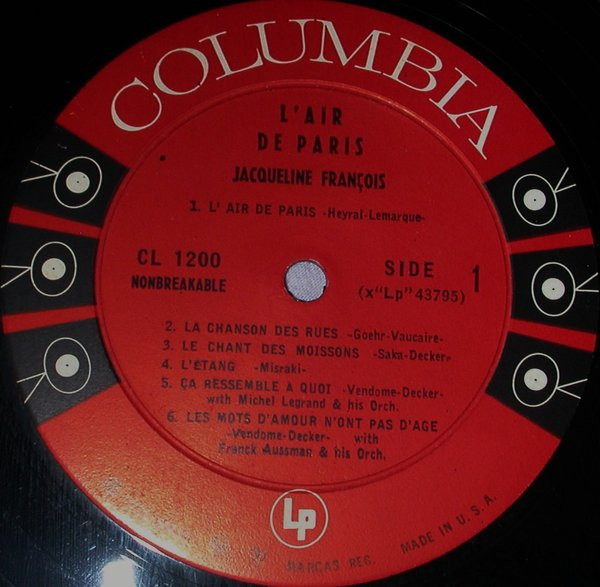 COLUMBIA
L'AIR
DE PARIS
JACQUELINE FRANÇOIS
1. L' AIR DE PARIS -Heyral-Lemarque-
CL 1200
NONBREAKABLE
SIDE 1
(x"Lp" 43795)
2. LA CHANSON DES RUES -Goehr-Vaucaire-
3. LE CHANT DES MOISSONS -Saka-Decker-
4. L'ÉTANG -Misraki-
5. ÇA RESSEMBLE À QUOI -Vendome-Decker-
with Michel Legrand & his Orch.
6. LES MOTS D'AMOUR N'ONT PAS D'AGE
-Vendome-Decker- with
Franck Aussman & his Orch.
Lp
MARCAS REG. MADE IN U. S. A.